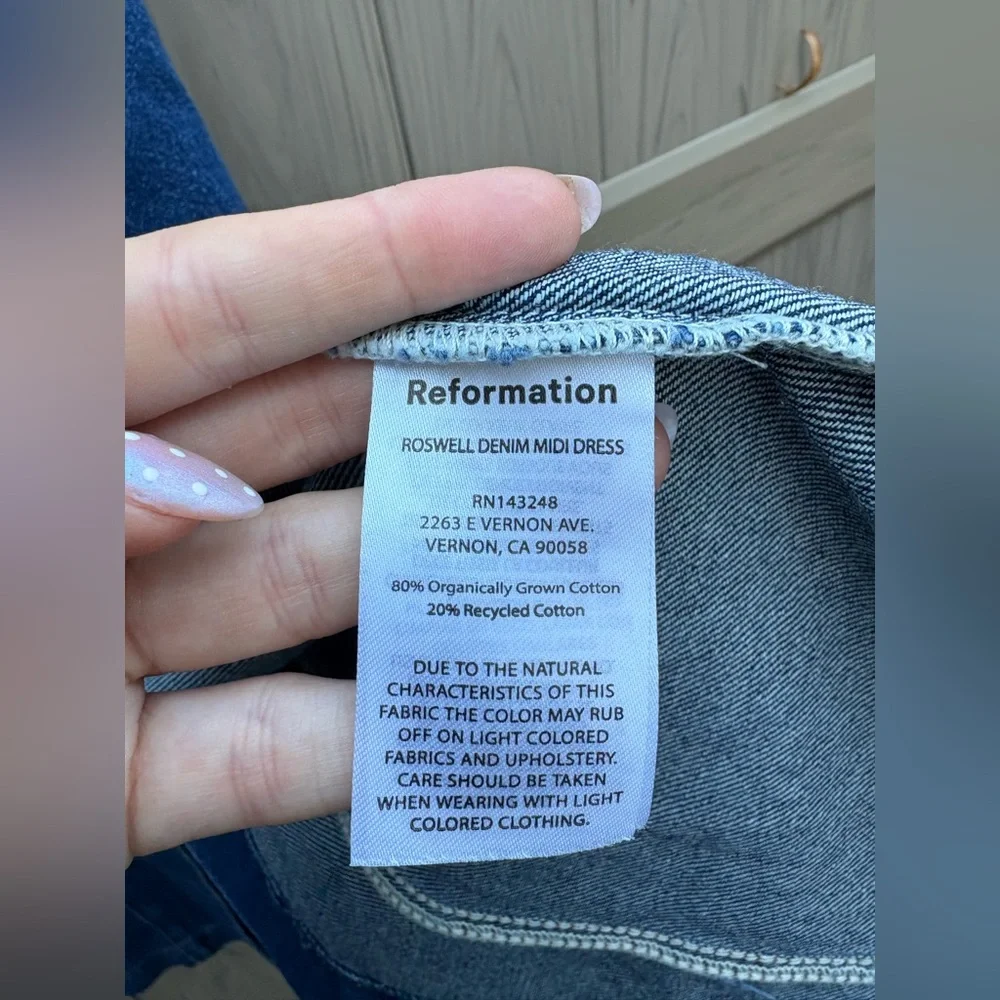 Reformation
ROSWELL DENIM MIDI DRESS
RN143248
2263 E VERNON AVE.
VERNON, CA 90058
80% Organically Grown Cotton
20% Recycled Cotton
DUE TO THE NATURAL
CHARACTERISTICS OF THIS
FABRIC THE COLOR MAY RUB
OFF ON LIGHT COLORED
FABRICS AND UPHOLSTERY.
CARE SHOULD BE TAKEN
WHEN WEARING WITH LIGHT
COLORED CLOTHING.